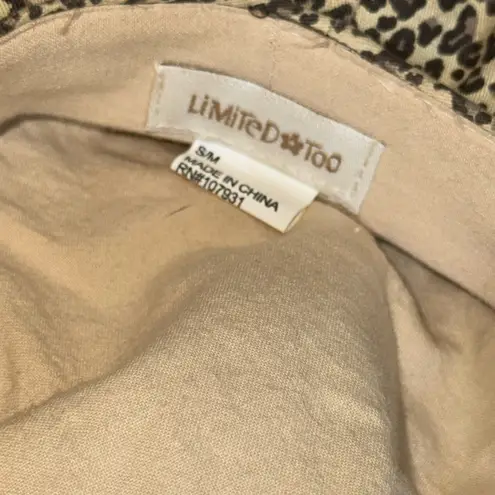 LiMiTeD TOO
S/M
MADE IN CHINA
RN#107931